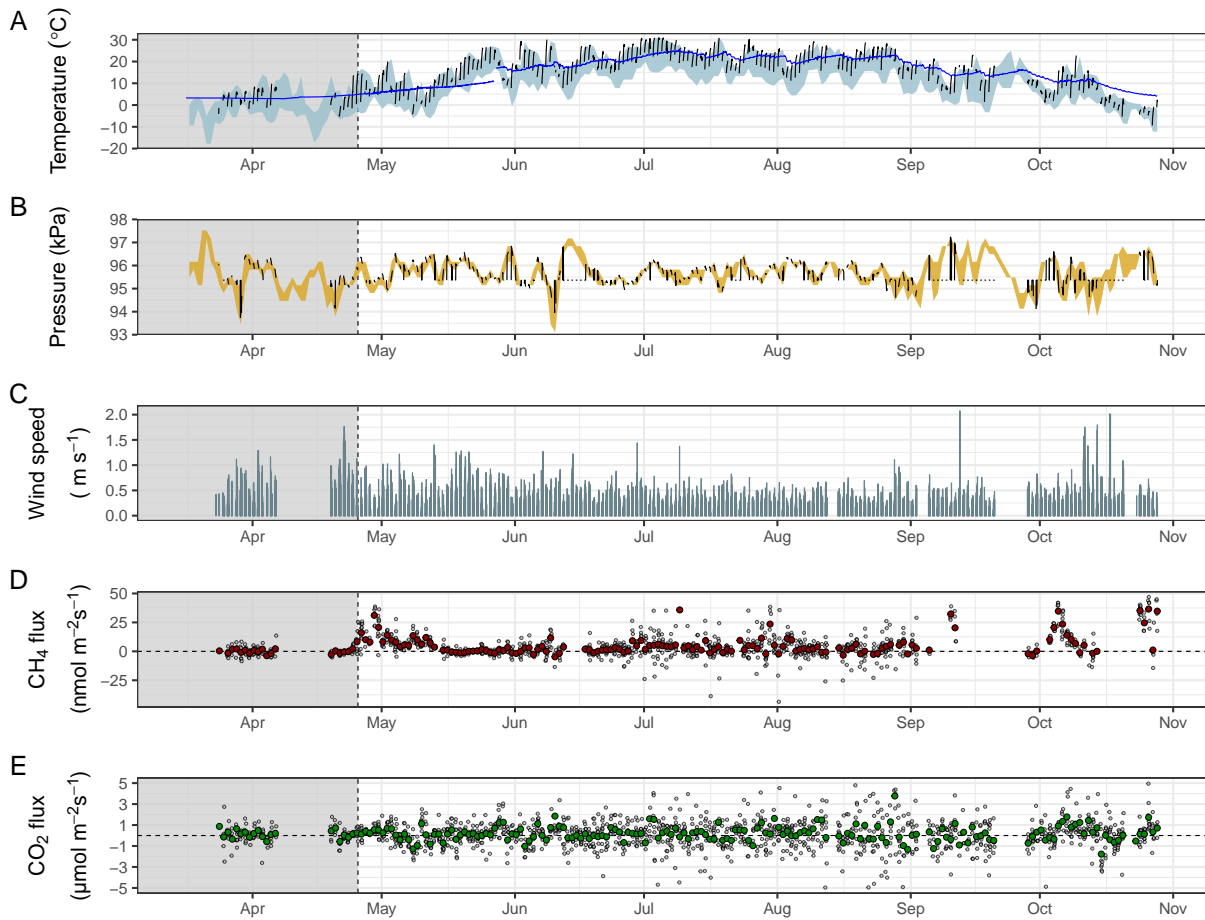 A
Temperature (°C)
30
20
10
0
−10
−20
Apr May Jun Jul Aug Sep Oct Nov
B
Pressure (kPa)
98
97
96
95
94
93
Apr May Jun Jul Aug Sep Oct Nov
C
Wind speed
( m s⁻¹)
2.0
1.5
1.0
0.5
0.0
Apr May Jun Jul Aug Sep Oct Nov
D
CH₄ flux
(nmol m⁻²s⁻¹)
50
25
0
−25
Apr May Jun Jul Aug Sep Oct Nov
E
CO₂ flux
(μmol m⁻²s⁻¹)
5
3
1
−1
−3
−5
Apr May Jun Jul Aug Sep Oct Nov